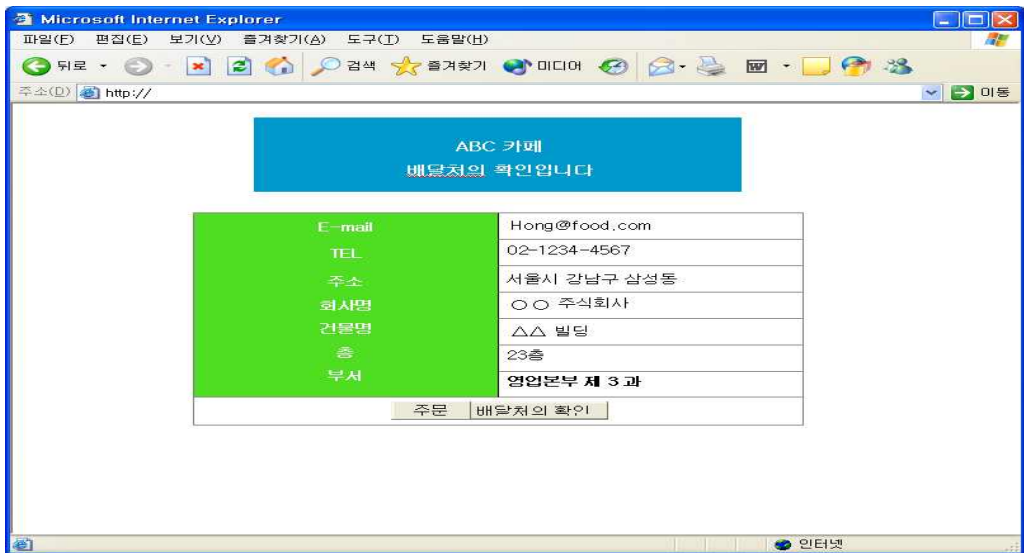 Microsoft Internet Explorer
파일(F) 편집(E) 보기(V) 즐겨찾기(A) 도구(T) 도움말(H)
뒤로 검색 즐겨찾기 미디어
주소(D) http:// 이동
ABC 카페
배달처의 확인입니다
E-mail Hong@food.com
TEL 02-1234-4567
주소 서울시 강남구 삼성동
회사명 ○○ 주식회사
건물명 △△ 빌딩
층 23층
부서 영업본부 제 3 과
주문 배달처의 확인
인터넷